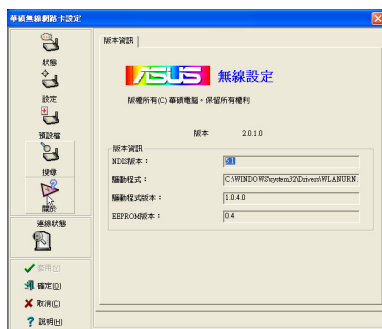 華碩無線網路卡設定
狀態
設定
預設檔
搜尋
關於
連線狀態
套用(A)
確定(O)
取消(C)
說明(H)
版本資訊
ASUS 無線設定
版權所有(C) 華碩電腦。保留所有權利
版本 2.0.1.0
版本資訊
NDIS版本： 5.1
驅動程式： C:\WINDOWS\system32\Drivers\WLANURN.
驅動程式版本： 1.0.4.0
EEPROM版本： 0.4